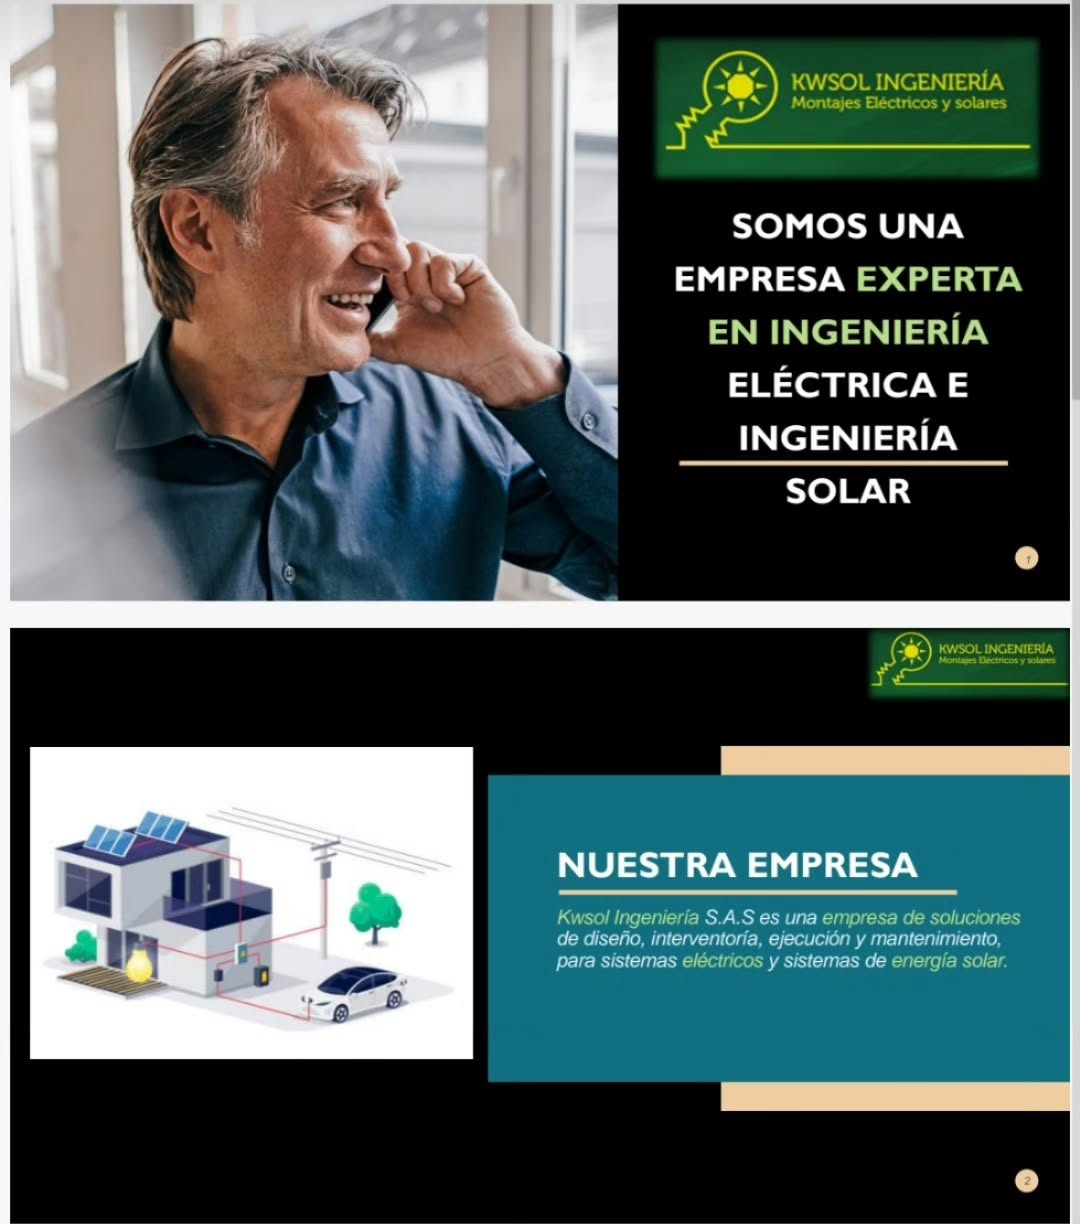 KWSOL INGENIERÍA
Montajes Eléctricos y solares
SOMOS UNA
EMPRESA EXPERTA
EN INGENIERÍA
ELÉCTRICA E
INGENIERÍA
SOLAR
1
KWSOL INGENIERÍA
Montajes Eléctricos y solares
NUESTRA EMPRESA
Kwsol Ingeniería S.A.S es una empresa de soluciones
de diseño, interventoría, ejecución y mantenimiento,
para sistemas eléctricos y sistemas de energía solar.
2